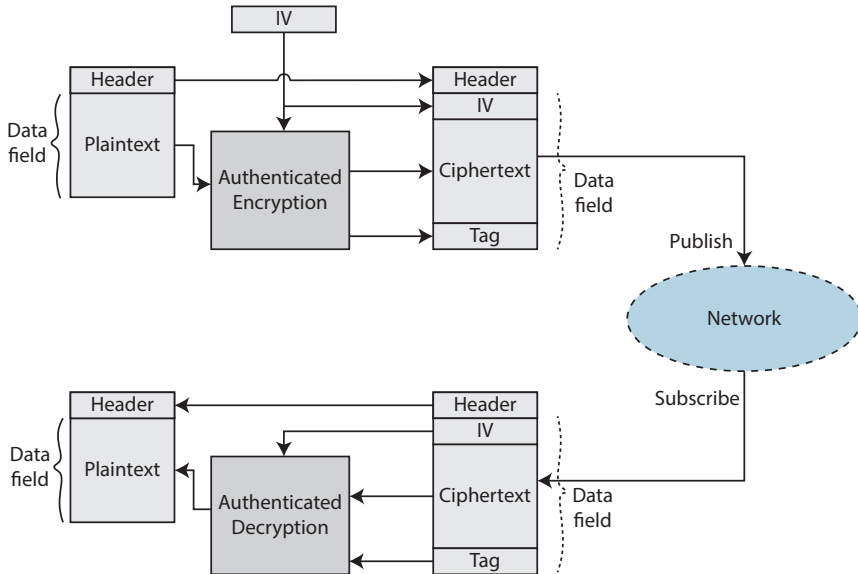 IV
Header
Header
IV
Data
field
Plaintext
Authenticated
Encryption
Ciphertext
Data
field
Tag
Publish
Network
Subscribe
Header
Header
IV
Data
field
Plaintext
Authenticated
Decryption
Ciphertext
Data
field
Tag